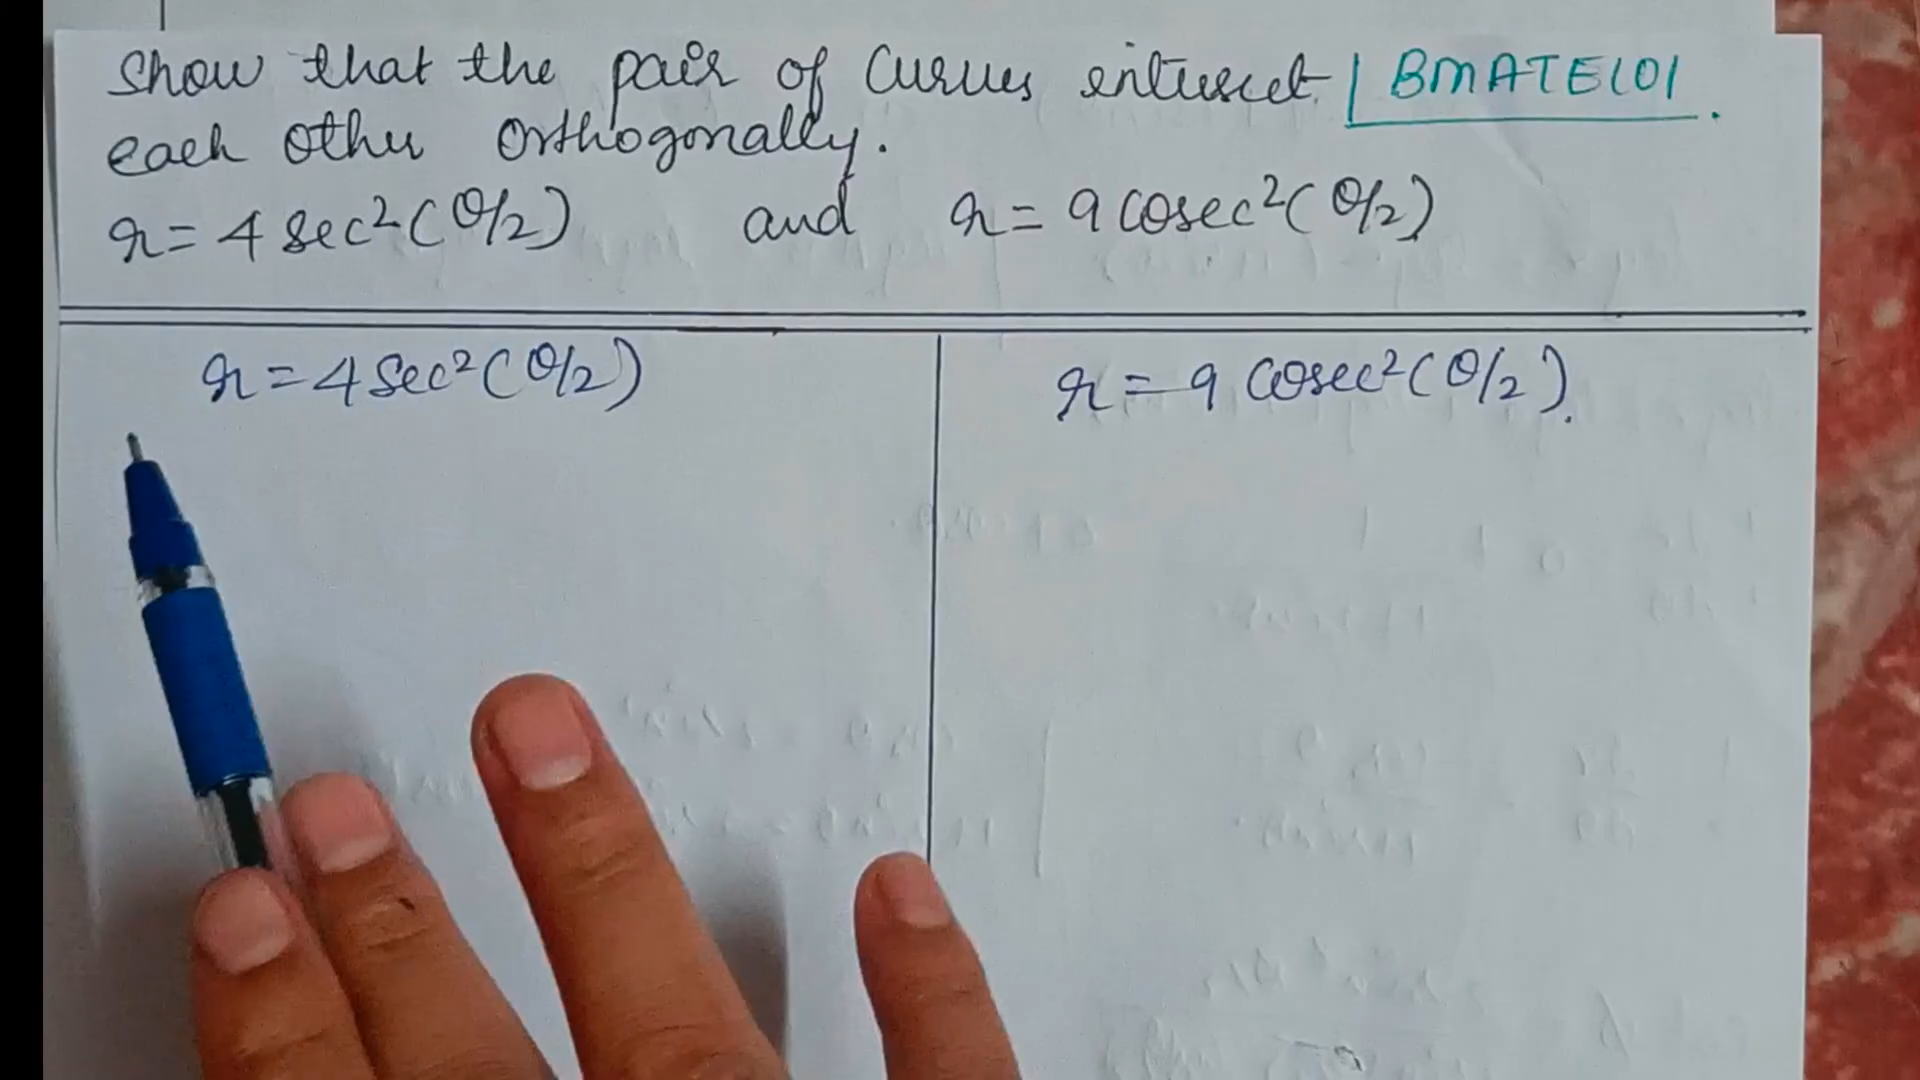 Show that the pair of curves intersect
BMATE101
each other orthogonally.
r = 4 sec²(θ/2) and r = 9 cosec²(θ/2)
r = 4 sec²(θ/2)
r = 9 cosec²(θ/2).